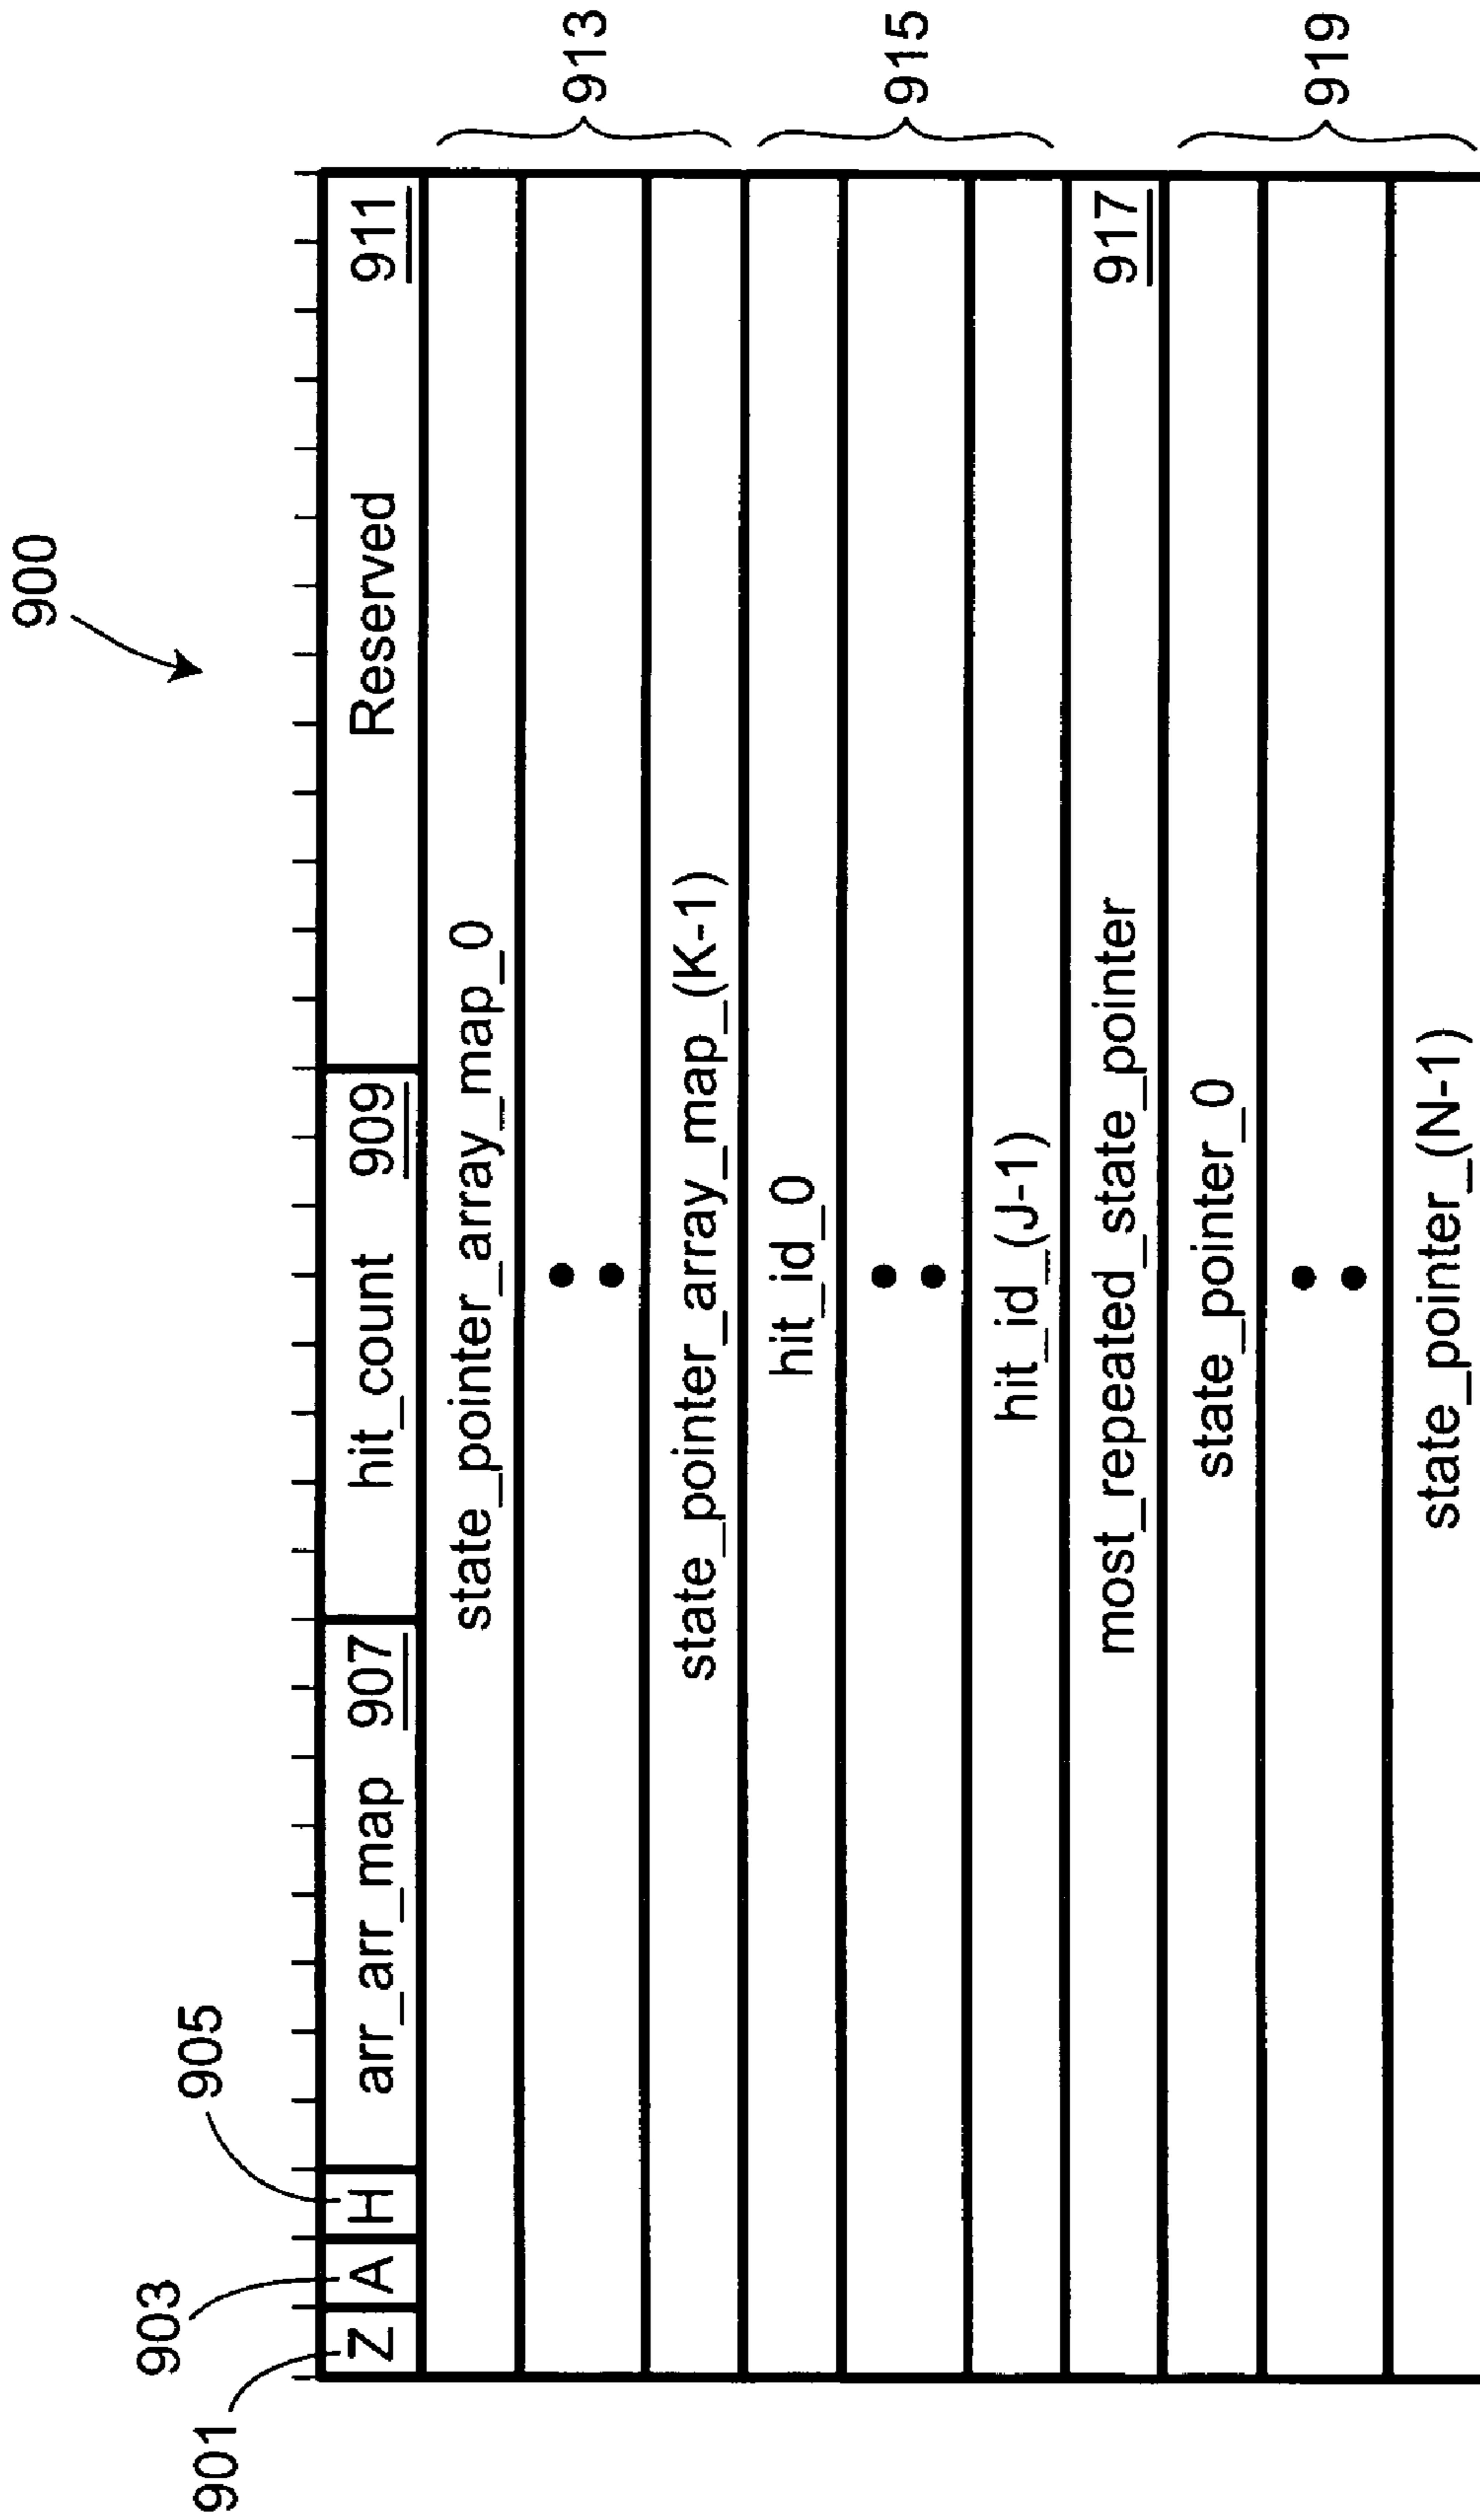 900
901
903
905
Z
A
H
arr_arr_map 907
hit_count 909
Reserved 911
state_pointer_array_map_0
state_pointer_array_map_(K-1)
913
hit_id_0
hit_id_(J-1)
915
most_repeated_state_pointer 917
state_pointer_0
state_pointer_(N-1)
919